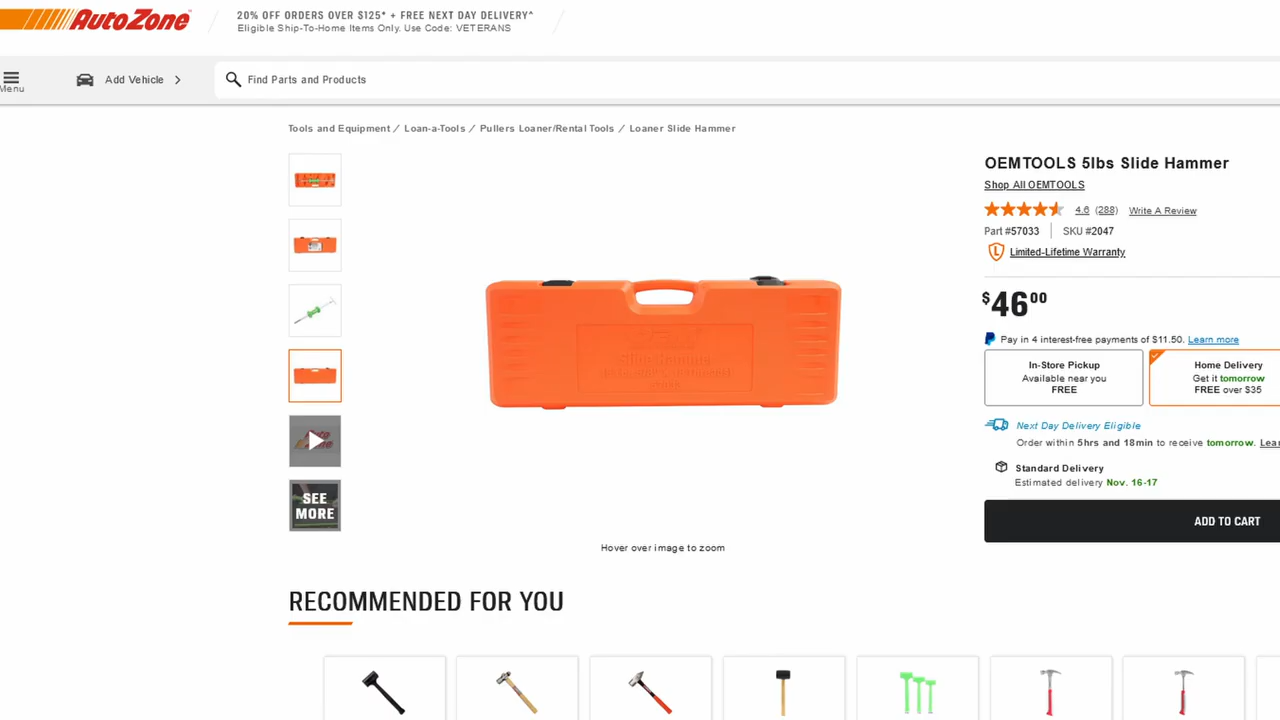 AutoZone
20% OFF ORDERS OVER $125* + FREE NEXT DAY DELIVERY^
Eligible Ship-To-Home Items Only. Use Code: VETERANS
Menu
Add Vehicle
Find Parts and Products
Tools and Equipment / Loan-a-Tools / Pullers Loaner/Rental Tools / Loaner Slide Hammer
OEMTOOLS 5lbs Slide Hammer
Shop All OEMTOOLS
4.6 (288) Write A Review
Part #57033 SKU #2047
Limited-Lifetime Warranty
$4600
Pay in 4 interest-free payments of $11.50. Learn more
In-Store Pickup
Available near you
FREE
Home Delivery
Get it tomorrow
FREE over $35
Next Day Delivery Eligible
Order within 5hrs and 18min to receive tomorrow. Lear
Standard Delivery
Estimated delivery Nov. 16-17
ADD TO CART
Slide Hammer
SEE
MORE
Hover over image to zoom
RECOMMENDED FOR YOU